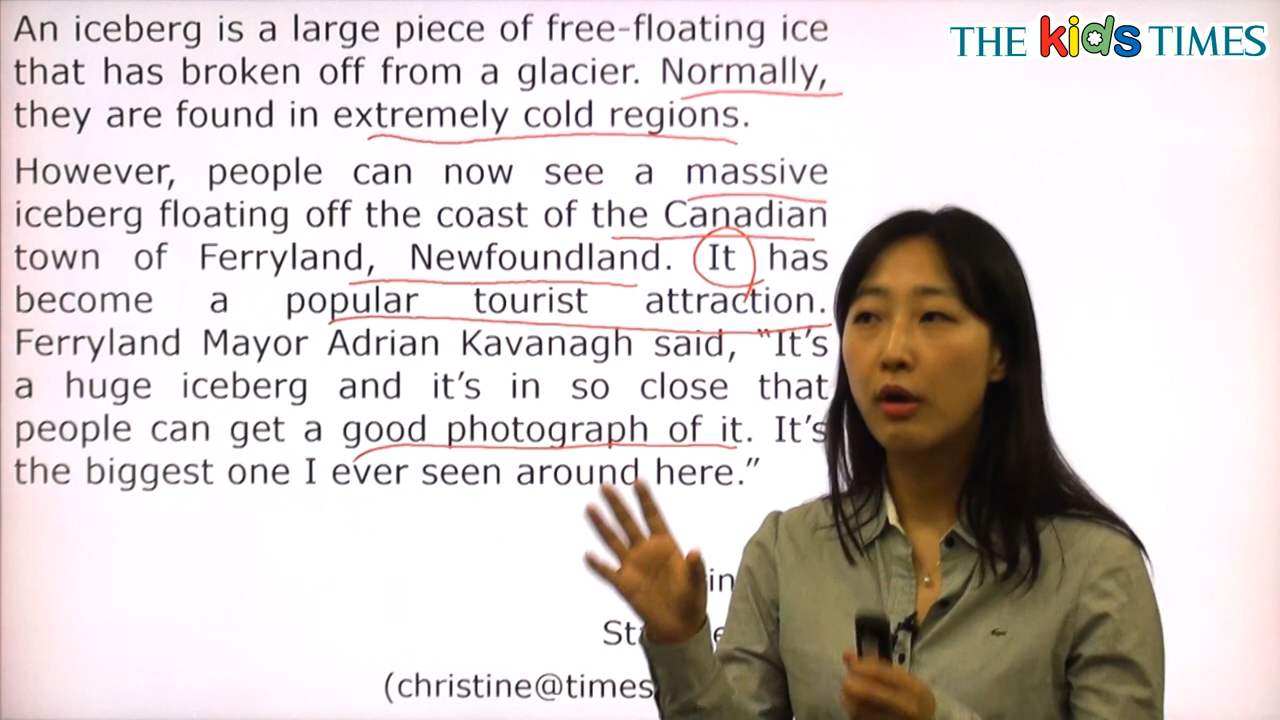 THE kids TIMES
An iceberg is a large piece of free-floating ice
that has broken off from a glacier. Normally,
they are found in extremely cold regions.
However, people can now see a massive
iceberg floating off the coast of the Canadian
town of Ferryland, Newfoundland. It has
become a popular tourist attraction.
Ferryland Mayor Adrian Kavanagh said, “It’s
a huge iceberg and it’s in so close that
people can get a good photograph of it. It’s
the biggest one I ever seen around here.”
(christine@times